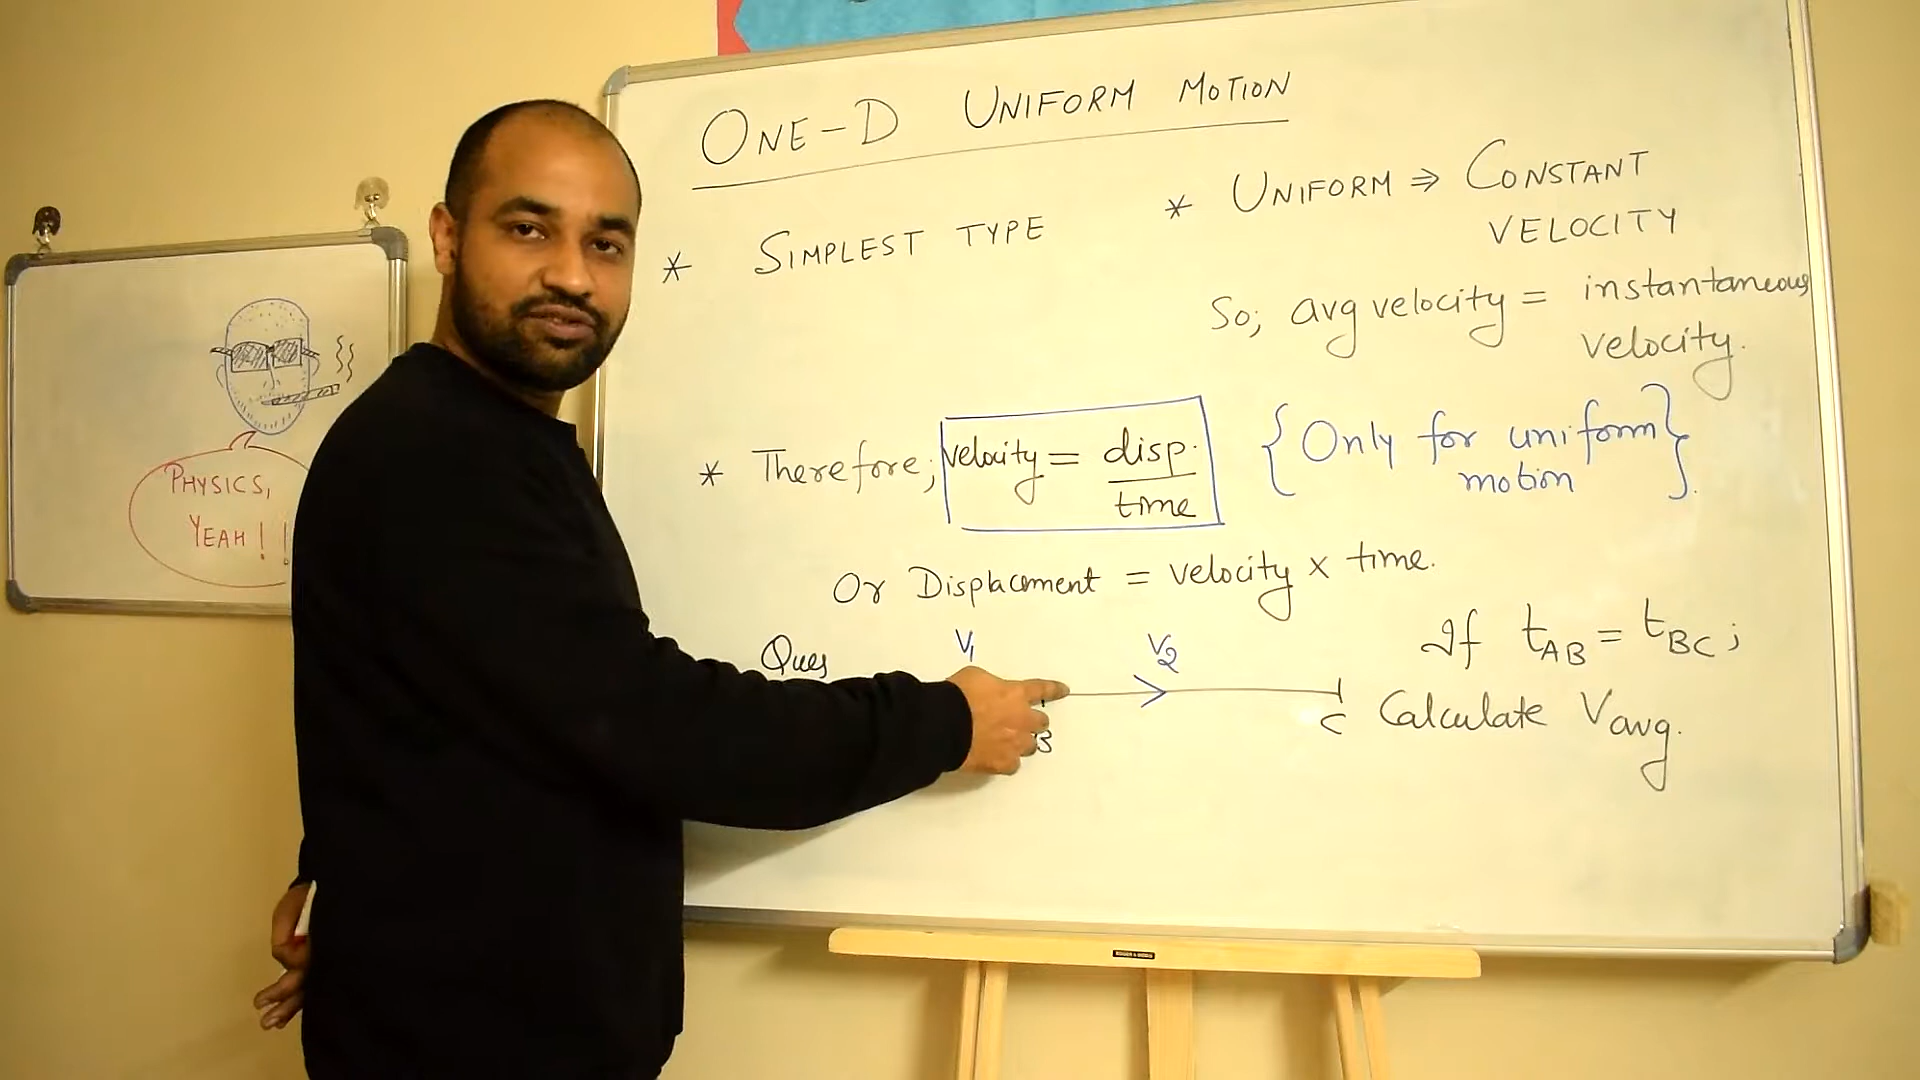 ONE-D UNIFORM MOTION
* SIMPLEST TYPE
* UNIFORM ⇒ CONSTANT
VELOCITY
So; avg velocity = instantaneous
velocity.
* Therefore; velocity = disp.
time
{Only for uniform
motion}.
Or Displacement = velocity × time.
Ques
V₁
V₂
B
C
If t_AB = t_BC;
Calculate V_avg.
PHYSICS,
YEAH!!